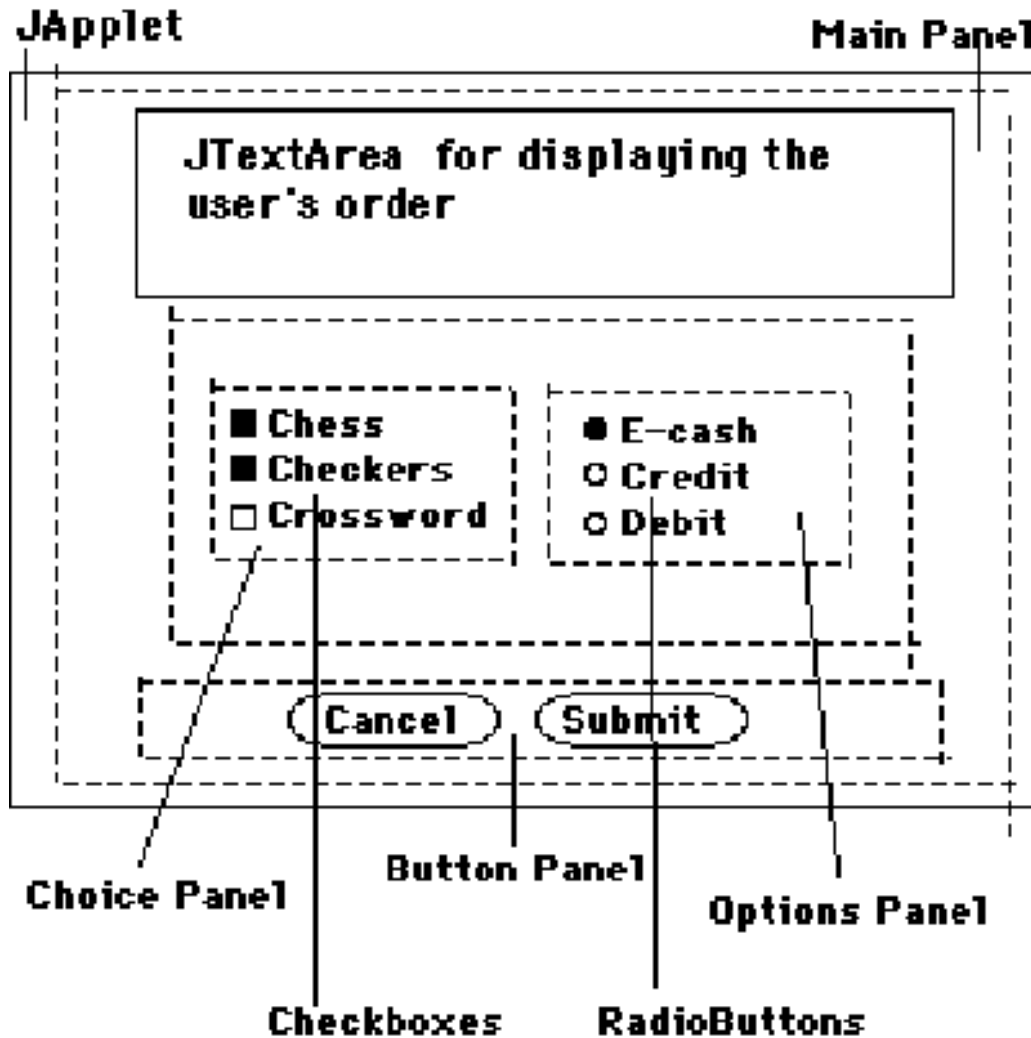 JApplet
Main Panel
JTextArea for displaying the
user's order
Chess
Checkers
Crossword
E-cash
Credit
Debit
Cancel
Submit
Button Panel
Choice Panel
Options Panel
Checkboxes
RadioButtons